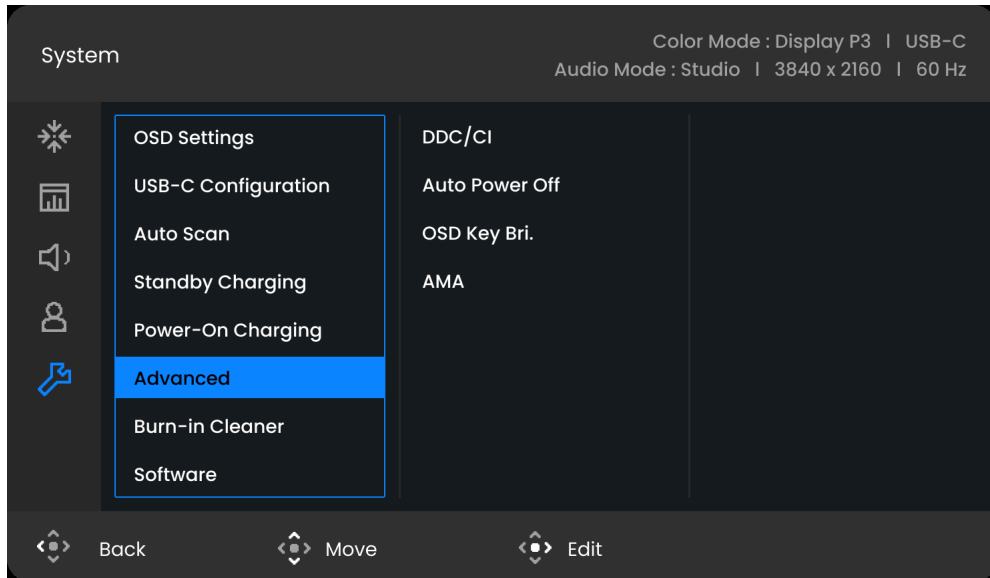 System
Color Mode : Display P3 I USB-C
Audio Mode : Studio I 3840 x 2160 I 60 Hz
OSD Settings
DDC/CI
USB-C Configuration
Auto Power Off
Auto Scan
OSD Key Bri.
Standby Charging
AMA
Power-On Charging
Advanced
Burn-in Cleaner
Software
Back
Move
Edit